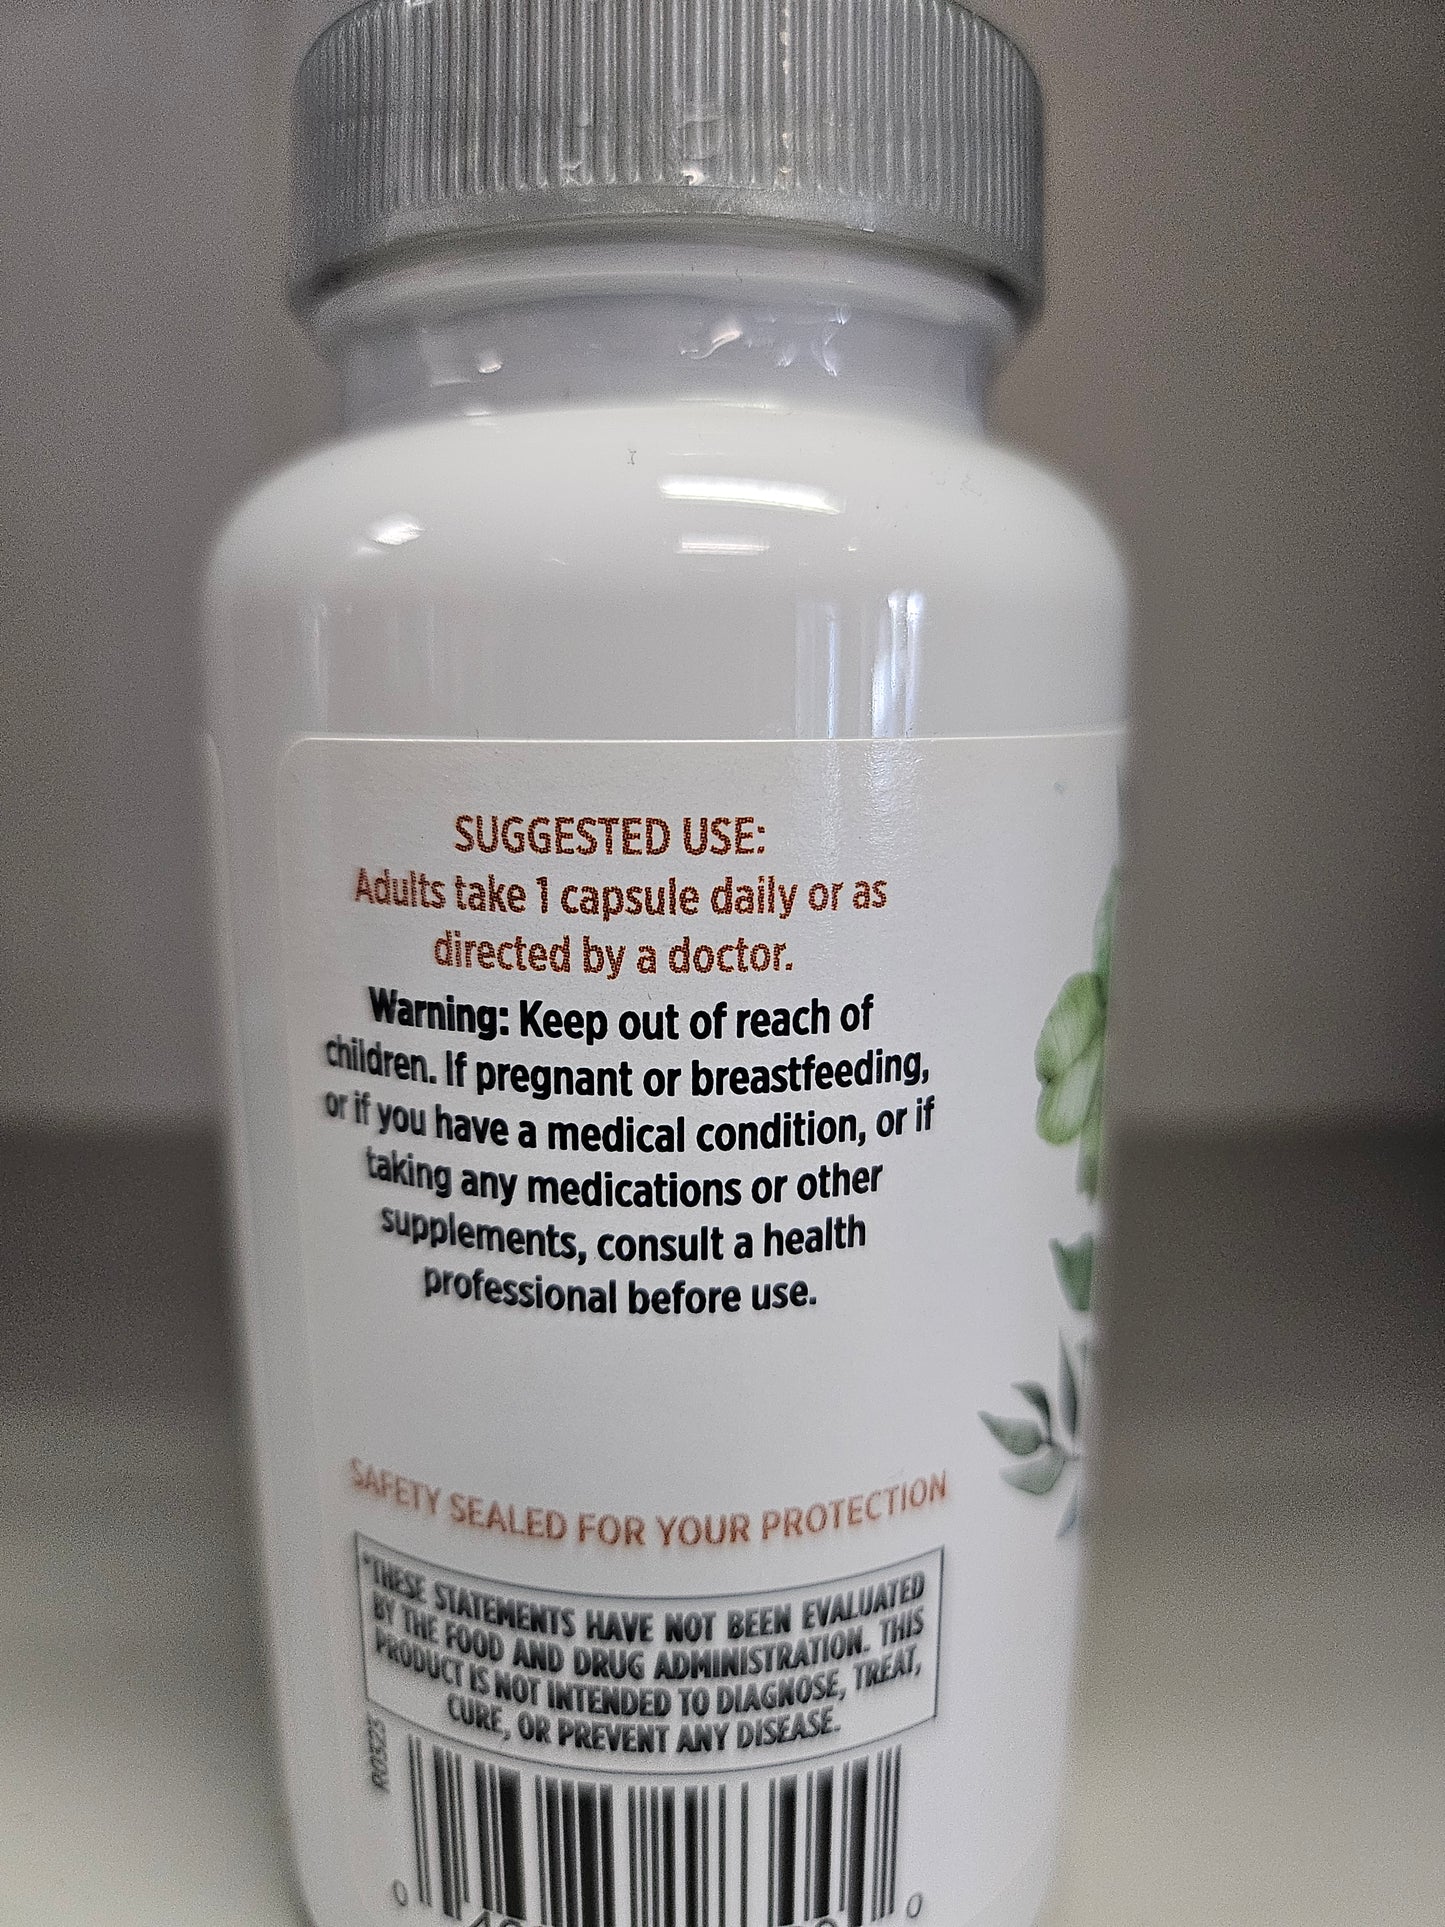 SUGGESTED USE:
Adults take 1 capsule daily or as
directed by a doctor.
Warning: Keep out of reach of
children. If pregnant or breastfeeding,
or if you have a medical condition, or if
taking any medications or other
supplements, consult a health
professional before use.
SAFETY SEALED FOR YOUR PROTECTION
*THESE STATEMENTS HAVE NOT BEEN EVALUATED
BY THE FOOD AND DRUG ADMINISTRATION. THIS
PRODUCT IS NOT INTENDED TO DIAGNOSE, TREAT,
CURE, OR PREVENT ANY DISEASE.
R0523
0 0